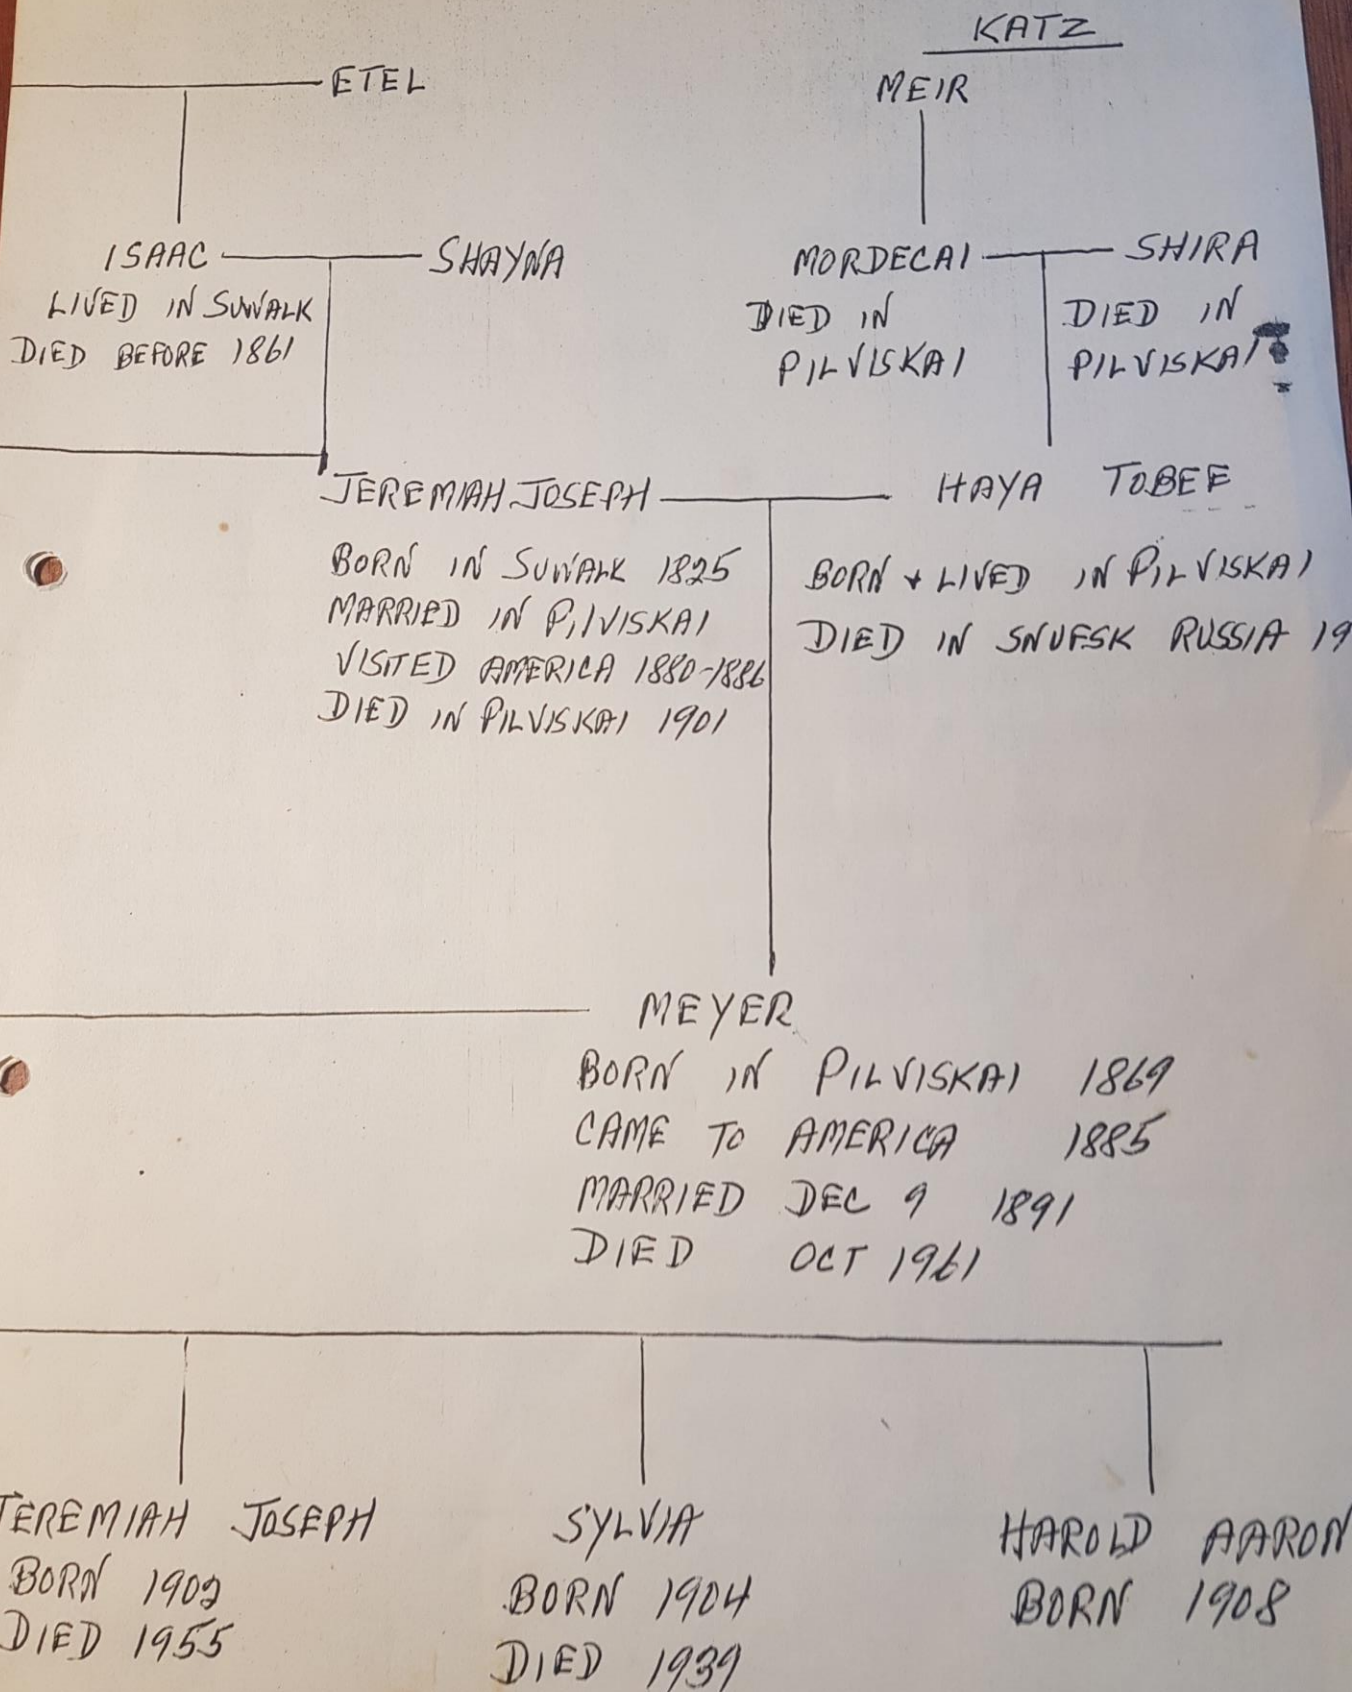 KATZ
ETEL
MEIR
ISAAC
SHAYNA
MORDECAI
SHIRA
LIVED IN SUWALK
DIED BEFORE 1861
DIED IN
PILVISKAI
DIED IN
PILVISKAI
JEREMIAH JOSEPH
HAYA TOBEE
BORN IN SUWALK 1825
MARRIED IN PILVISKAI
VISITED AMERICA 1880-1886
DIED IN PILVISKAI 1901
BORN + LIVED IN PILVISKAI
DIED IN SNUFSK RUSSIA 19
MEYER
BORN IN PILVISKAI 1869
CAME TO AMERICA 1885
MARRIED DEC 9 1891
DIED OCT 1961
JEREMIAH JOSEPH
BORN 1902
DIED 1955
SYLVIA
BORN 1904
DIED 1939
HAROLD AARON
BORN 1908